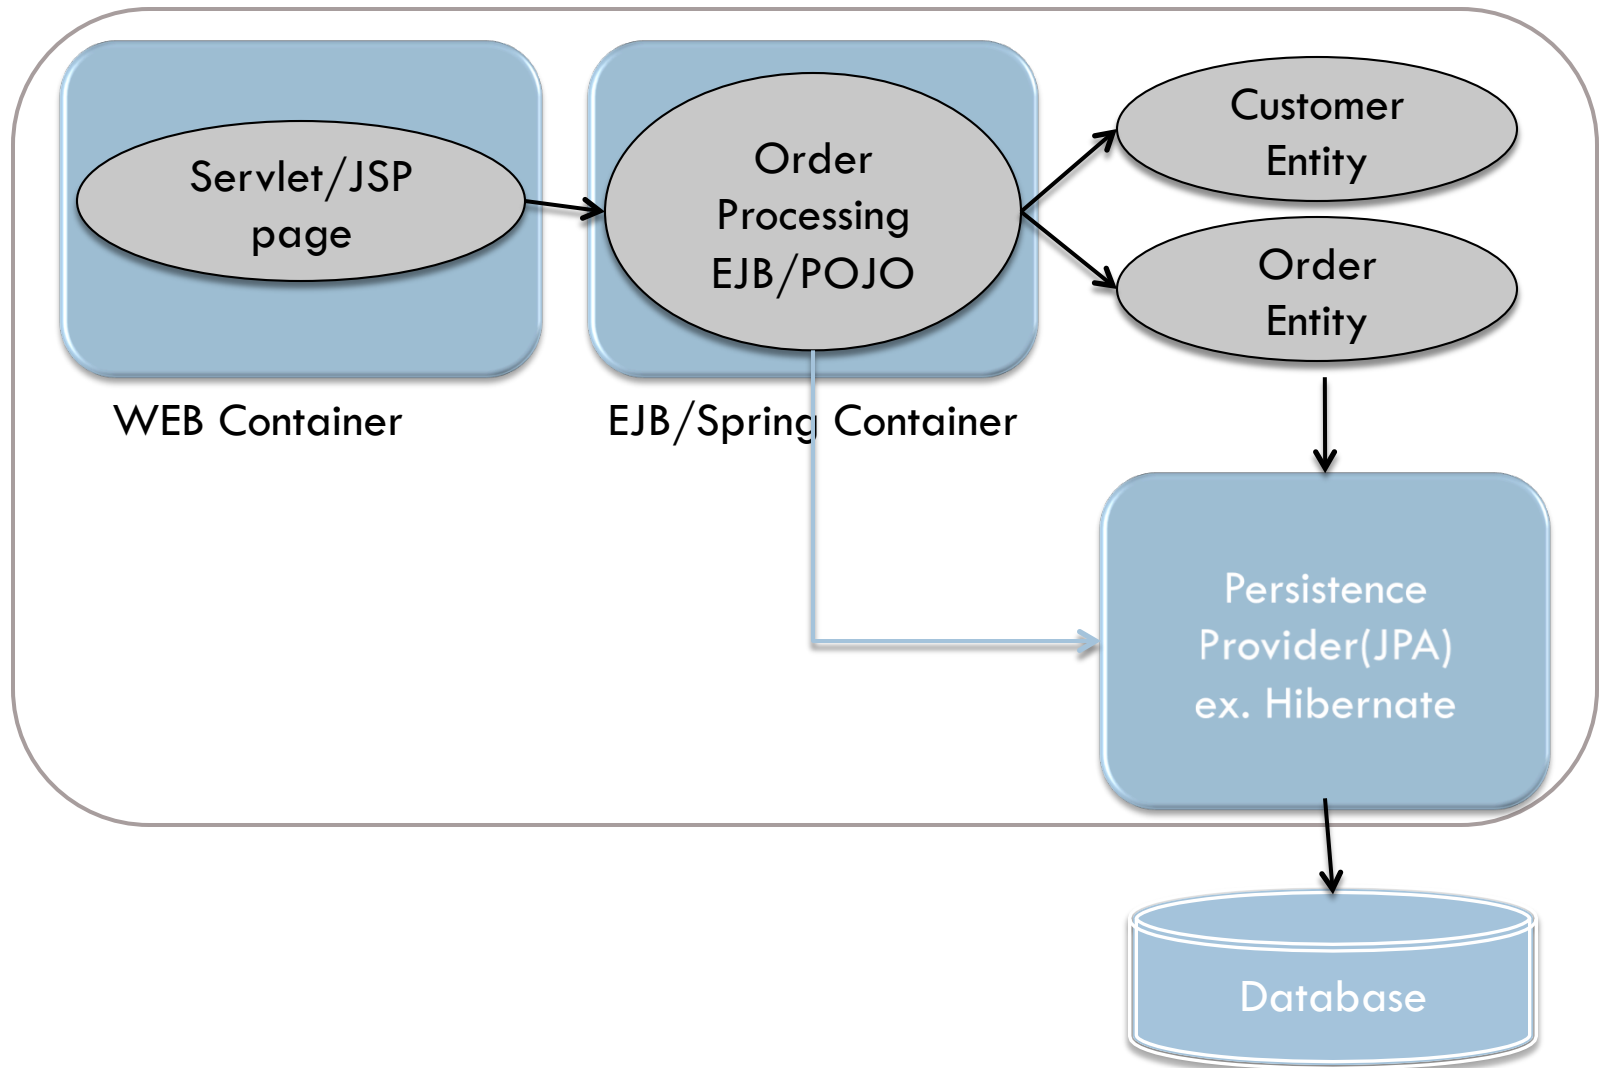 Servlet/JSP
page
Order
Processing
EJB/POJO
Customer
Entity
Order
Entity
WEB Container
EJB/Spring Container
Persistence
Provider(JPA)
ex. Hibernate
Database